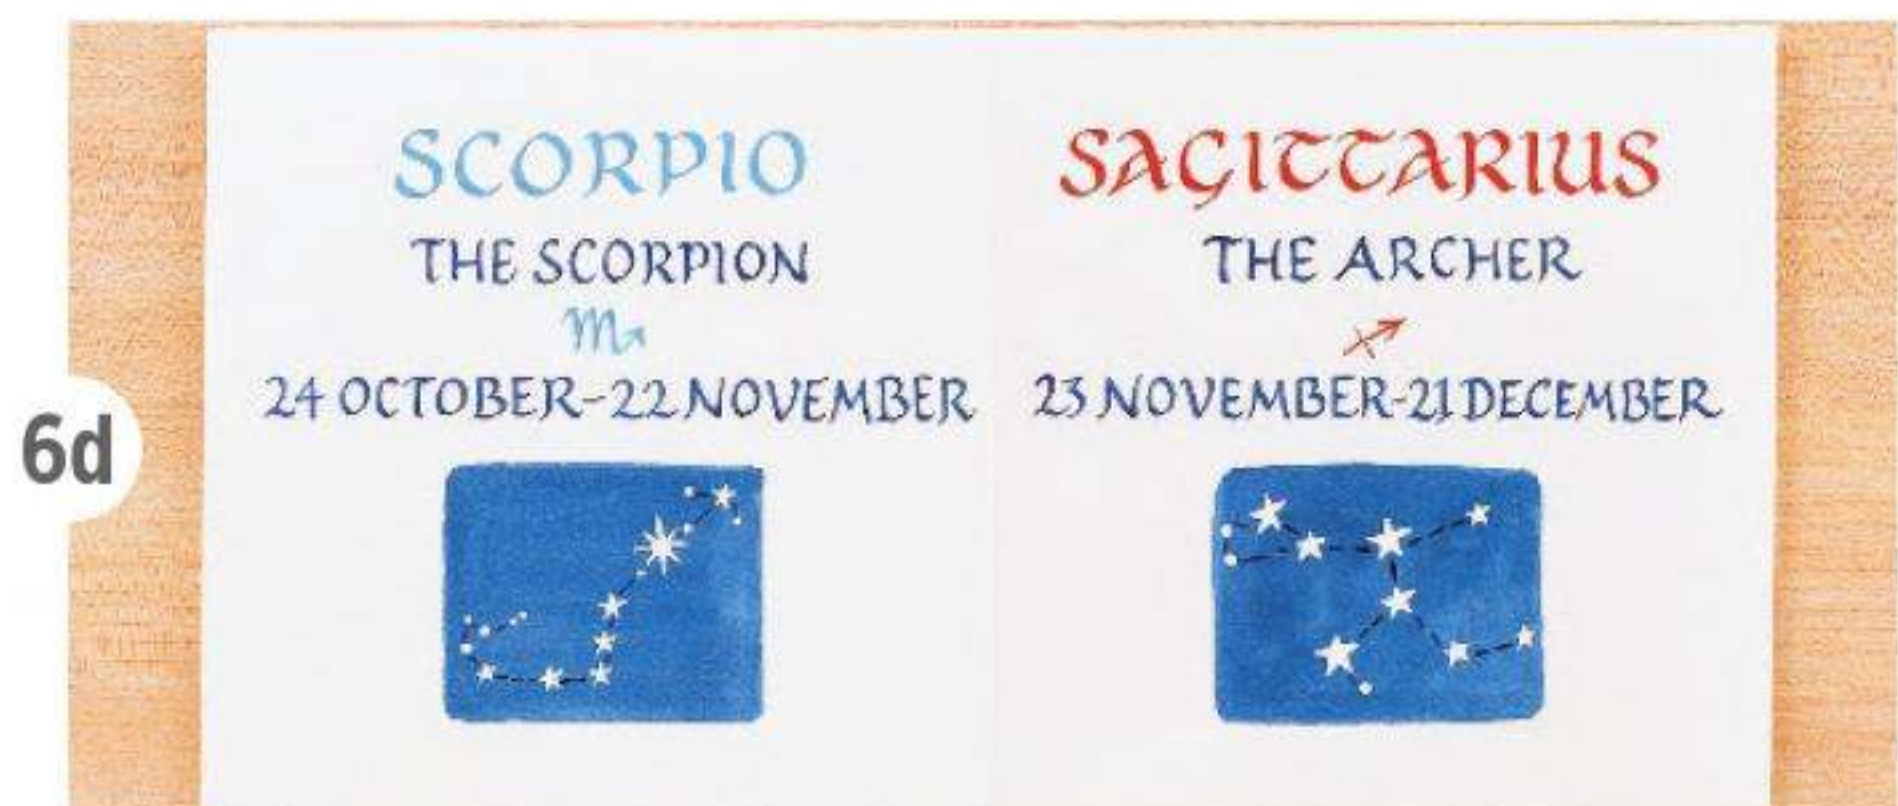 SCORPIO
THE SCORPION
♏
24 OCTOBER-22 NOVEMBER
SAGITTARIUS
THE ARCHER
♐
23 NOVEMBER-21 DECEMBER
6d